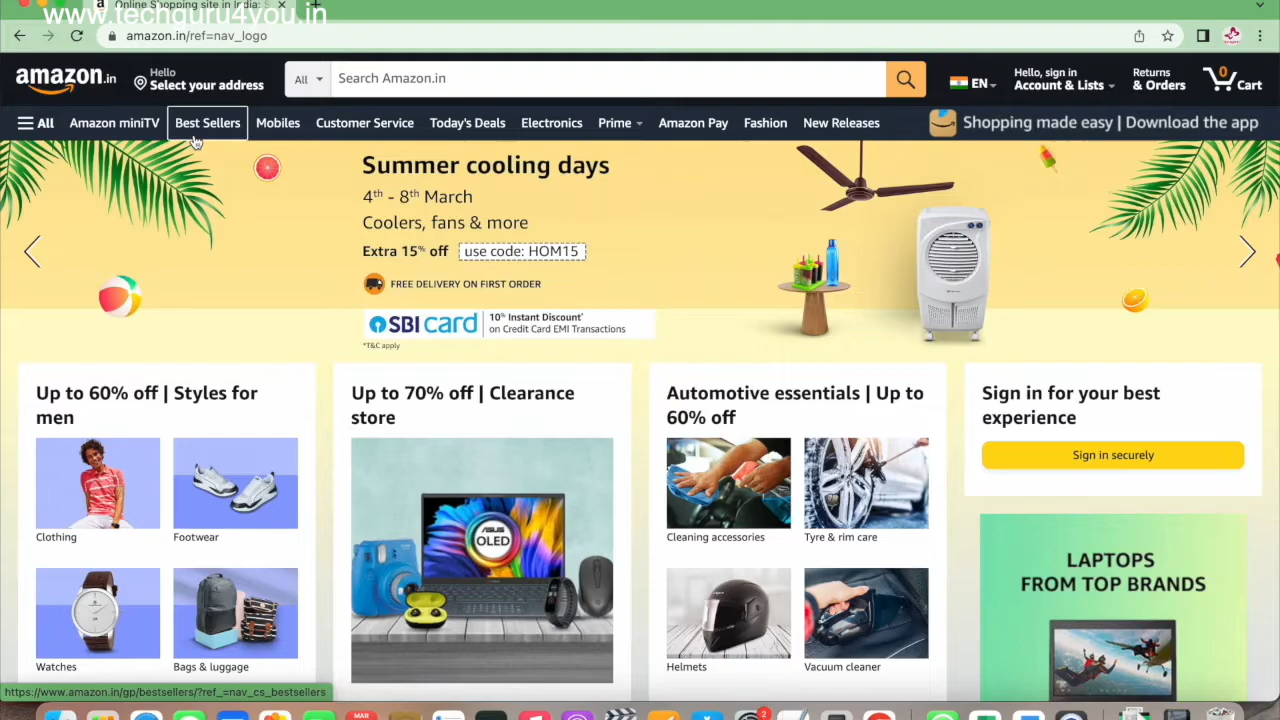 Online Shopping site in India: S
www.techguru4you.in
amazon.in/ref=nav_logo
amazon.in
Hello
Select your address
All
Search Amazon.in
EN
Hello, sign in
Account & Lists
Returns
& Orders
0
Cart
All
Amazon miniTV
Best Sellers
Mobiles
Customer Service
Today's Deals
Electronics
Prime
Amazon Pay
Fashion
New Releases
Shopping made easy | Download the app
Summer cooling days
4th - 8th March
Coolers, fans & more
Extra 15% off use code: HOM15
FREE DELIVERY ON FIRST ORDER
SBI card
10% Instant Discount*
on Credit Card EMI Transactions
*T&C apply
Up to 60% off | Styles for
men
Clothing
Footwear
Watches
Bags & luggage
Up to 70% off | Clearance
store
ASUS
OLED
Automotive essentials | Up to
60% off
Cleaning accessories
Tyre & rim care
Helmets
Vacuum cleaner
Sign in for your best
experience
Sign in securely
LAPTOPS
FROM TOP BRANDS
https://www.amazon.in/gp/bestsellers/?ref_=nav_cs_bestsellers
MAR
2